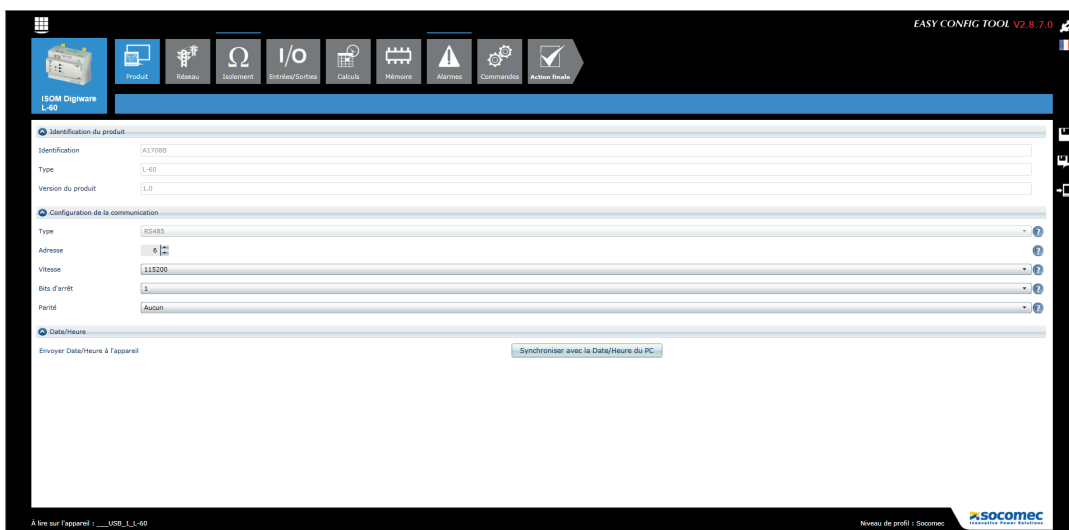 EASY CONFIG TOOL V2.8.7.0
Produit
Réseau
Isolement
I/O
Entrées/Sorties
Calculs
Mémoire
Alarmes
Commandes
Action finale
ISOM Digiware
L-60
Identification du produit
Identification A1708B
Type L-60
Version du produit 1.0
Configuration de la communication
Type RS485
Adresse 6
Vitesse 115200
Bits d'arrêt 1
Parité Aucun
Date/Heure
Envoyer Date/Heure à l'appareil Synchroniser avec la Date/Heure du PC
À lire sur l'appareil : ___USB_1_L-60
Niveau de profil : Socomec
socomec
Innovative Power Solutions